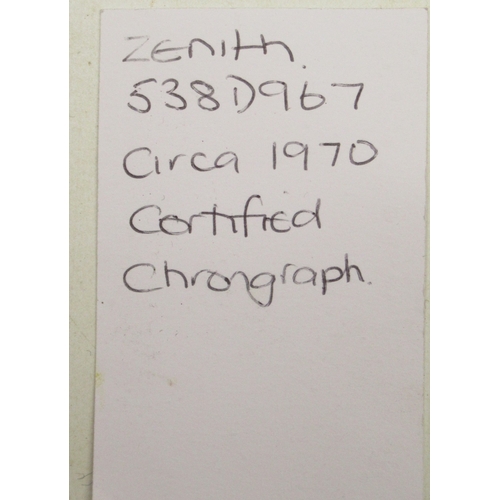 Zenith.
538D967
Circa 1970
Certified
Chrongraph.